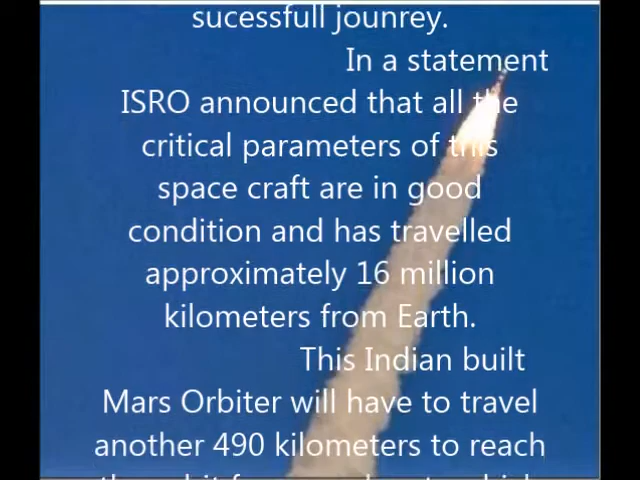 sucessfull jounrey.
In a statement
ISRO announced that all the
critical parameters of this
space craft are in good
condition and has travelled
approximately 16 million
kilometers from Earth.
This Indian built
Mars Orbiter will have to travel
another 490 kilometers to reach